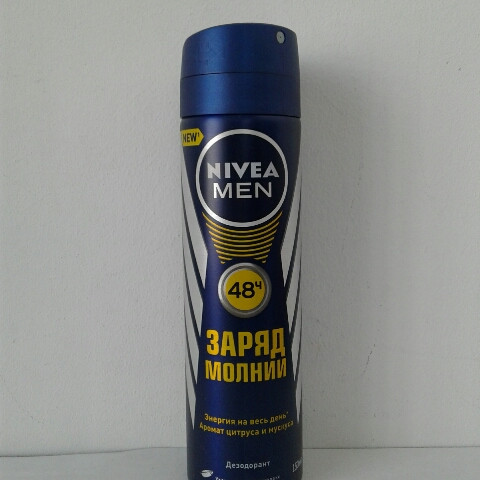 NEW
NIVEA
MEN
48ч
ЗАРЯД
МОЛНИИ
Энергия на весь день*
Аромат цитруса и мускуса
Дезодорант